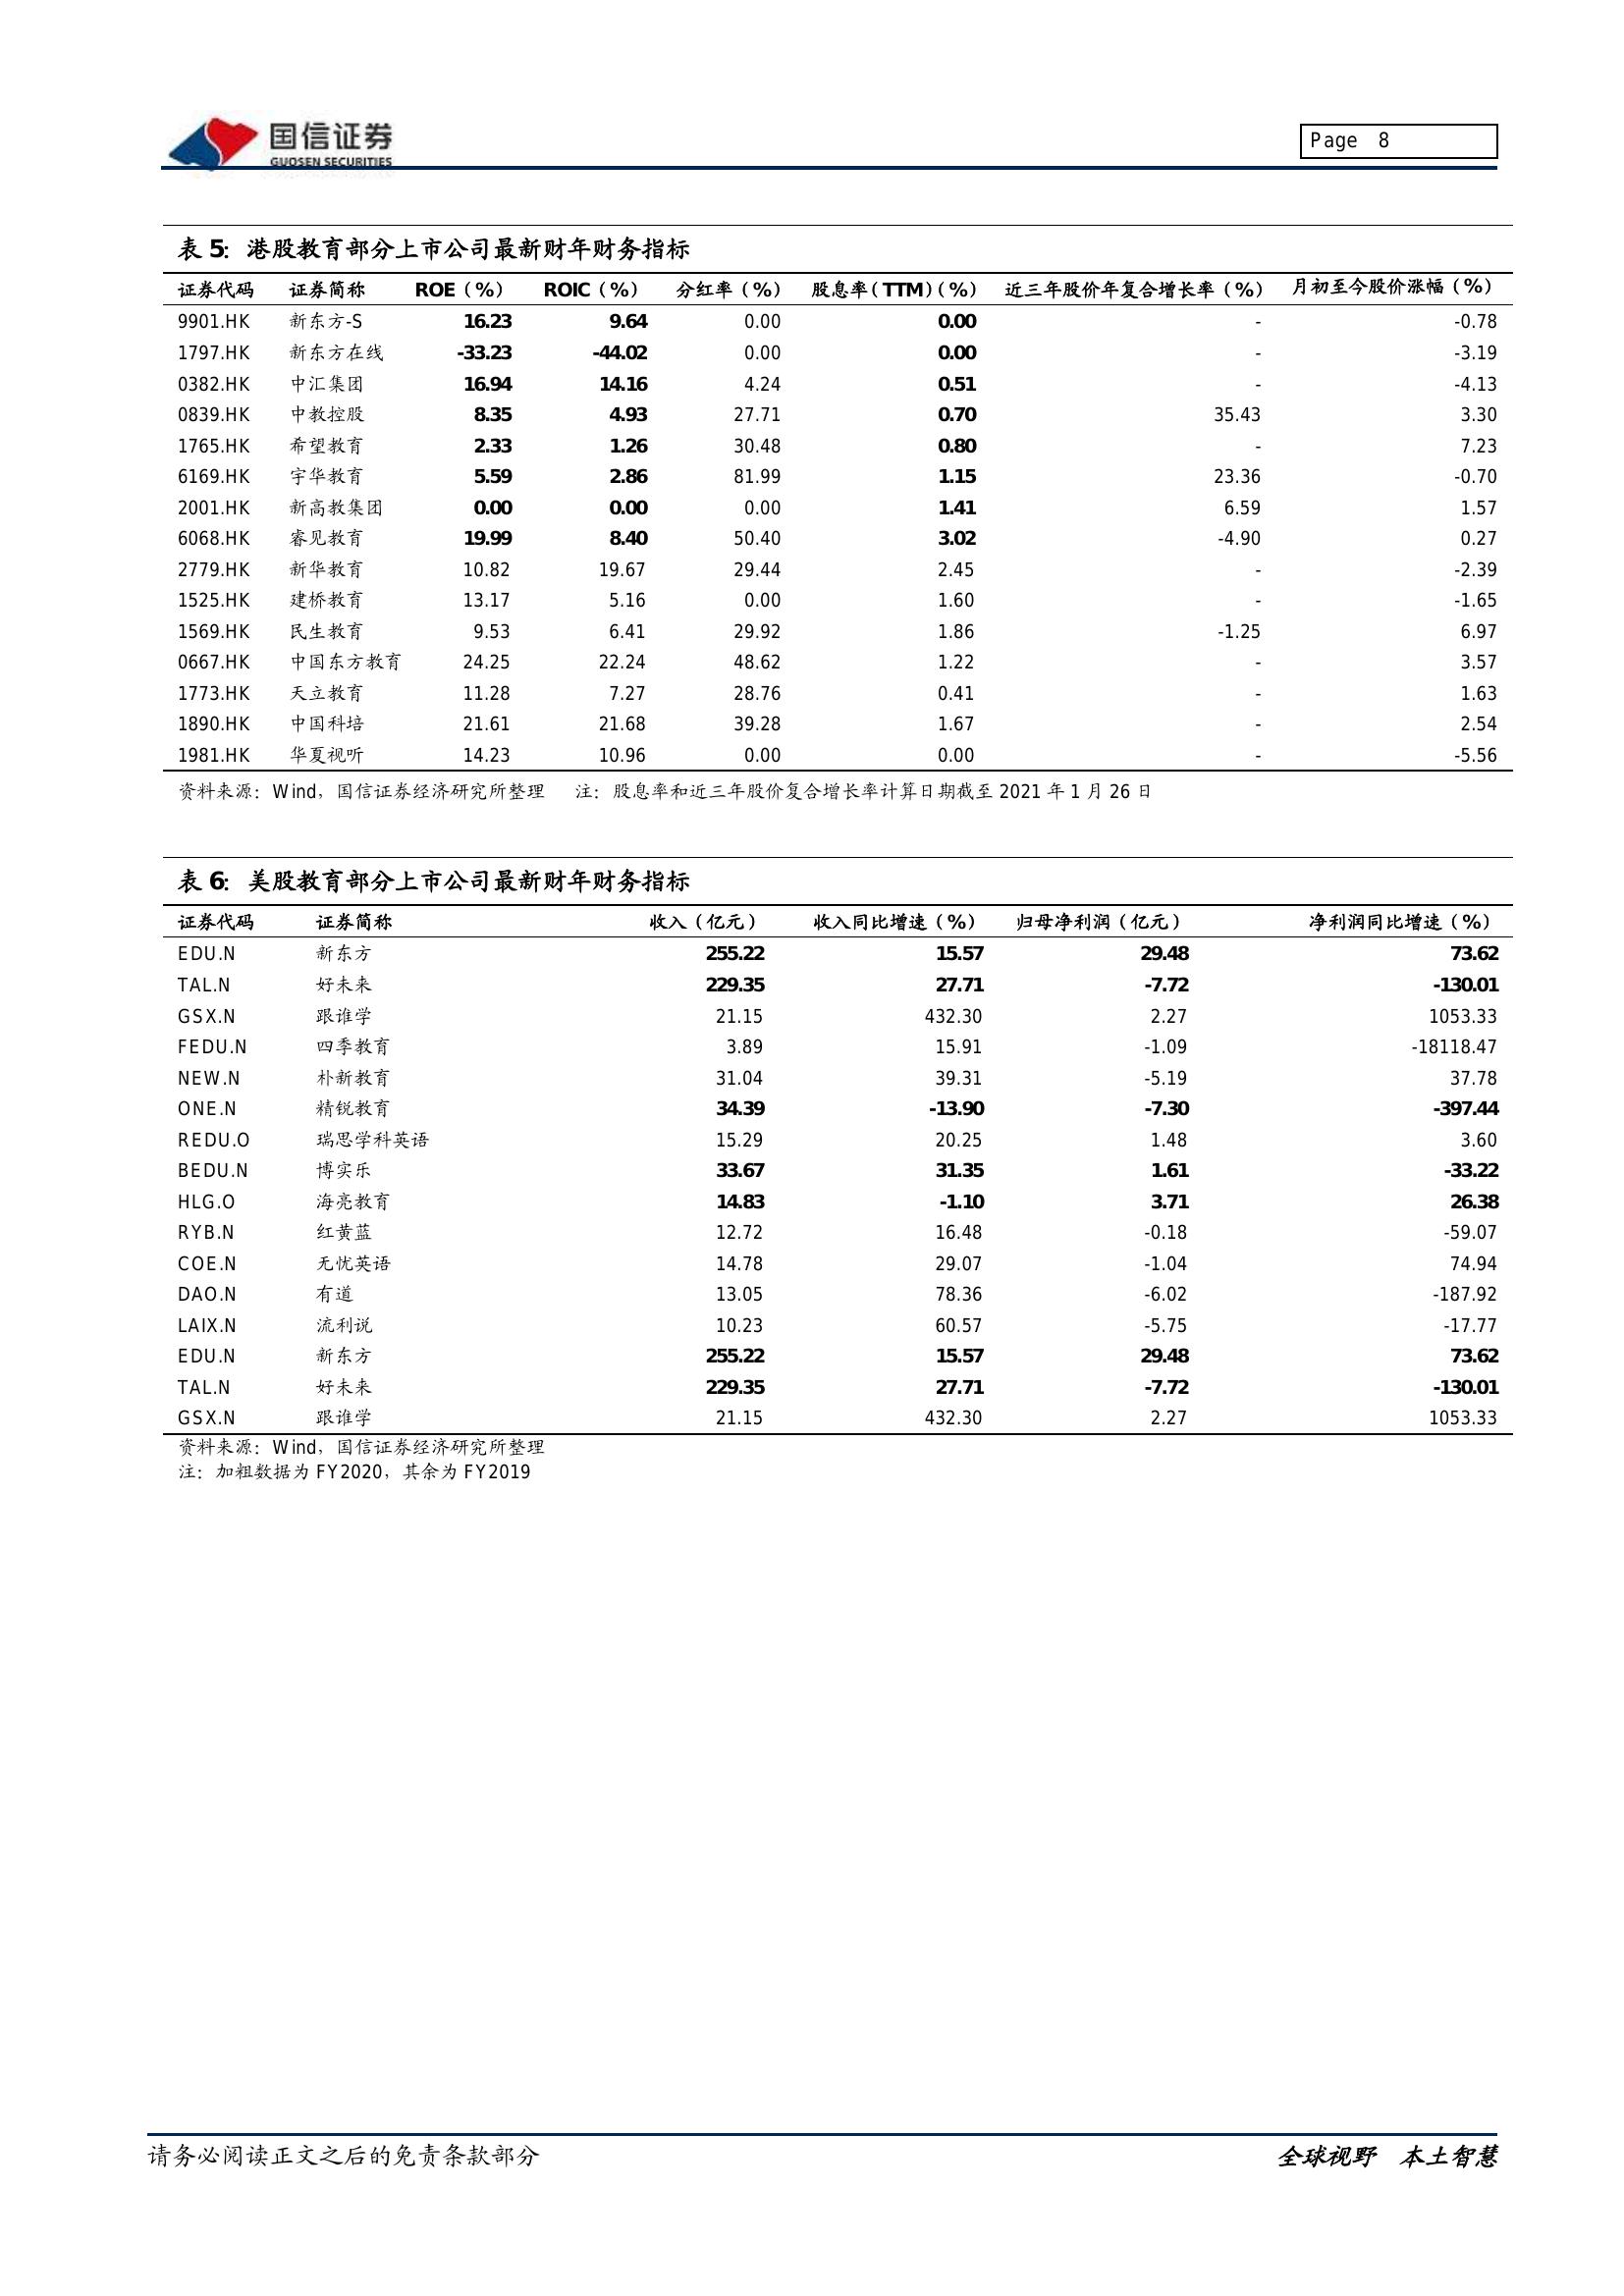 国信证券
GUOSEN SECURITIES
Page 8
表 5：港股教育部分上市公司最新财年财务指标
证券代码 证券简称 ROE（%） ROIC（%） 分红率（%） 股息率（TTM）（%） 近三年股价年复合增长率（%） 月初至今股价涨幅（%）
9901.HK 新东方-S 16.23 9.64 0.00 0.00 - -0.78
1797.HK 新东方在线 -33.23 -44.02 0.00 0.00 - -3.19
0382.HK 中汇集团 16.94 14.16 4.24 0.51 - -4.13
0839.HK 中教控股 8.35 4.93 27.71 0.70 35.43 3.30
1765.HK 希望教育 2.33 1.26 30.48 0.80 - 7.23
6169.HK 宇华教育 5.59 2.86 81.99 1.15 23.36 -0.70
2001.HK 新高教集团 0.00 0.00 0.00 1.41 6.59 1.57
6068.HK 睿见教育 19.99 8.40 50.40 3.02 -4.90 0.27
2779.HK 新华教育 10.82 19.67 29.44 2.45 - -2.39
1525.HK 建桥教育 13.17 5.16 0.00 1.60 - -1.65
1569.HK 民生教育 9.53 6.41 29.92 1.86 -1.25 6.97
0667.HK 中国东方教育 24.25 22.24 48.62 1.22 - 3.57
1773.HK 天立教育 11.28 7.27 28.76 0.41 - 1.63
1890.HK 中国科培 21.61 21.68 39.28 1.67 - 2.54
1981.HK 华夏视听 14.23 10.96 0.00 0.00 - -5.56
资料来源：Wind，国信证券经济研究所整理 注：股息率和近三年股价复合增长率计算日期截至 2021 年 1 月 26 日
表 6：美股教育部分上市公司最新财年财务指标
证券代码 证券简称 收入（亿元） 收入同比增速（%） 归母净利润（亿元） 净利润同比增速（%）
EDU.N 新东方 255.22 15.57 29.48 73.62
TAL.N 好未来 229.35 27.71 -7.72 -130.01
GSX.N 跟谁学 21.15 432.30 2.27 1053.33
FEDU.N 四季教育 3.89 15.91 -1.09 -18118.47
NEW.N 朴新教育 31.04 39.31 -5.19 37.78
ONE.N 精锐教育 34.39 -13.90 -7.30 -397.44
REDU.O 瑞思学科英语 15.29 20.25 1.48 3.60
BEDU.N 博实乐 33.67 31.35 1.61 -33.22
HLG.O 海亮教育 14.83 -1.10 3.71 26.38
RYB.N 红黄蓝 12.72 16.48 -0.18 -59.07
COE.N 无忧英语 14.78 29.07 -1.04 74.94
DAO.N 有道 13.05 78.36 -6.02 -187.92
LAIX.N 流利说 10.23 60.57 -5.75 -17.77
EDU.N 新东方 255.22 15.57 29.48 73.62
TAL.N 好未来 229.35 27.71 -7.72 -130.01
GSX.N 跟谁学 21.15 432.30 2.27 1053.33
资料来源：Wind，国信证券经济研究所整理
注：加粗数据为 FY2020，其余为 FY2019
请务必阅读正文之后的免责条款部分 全球视野 本土智慧